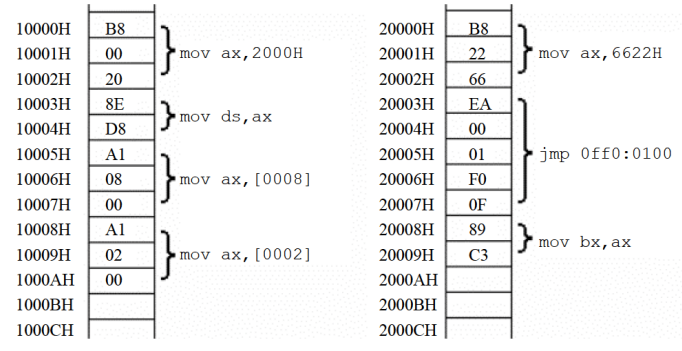 10000H B8
10001H 00 mov ax,2000H
10002H 20
10003H 8E
mov ds,ax
10004H D8
10005H A1
10006H 08 mov ax,[0008]
10007H 00
10008H A1
10009H 02 mov ax,[0002]
1000AH 00
1000BH
1000CH
20000H B8
20001H 22 mov ax,6622H
20002H 66
20003H EA
20004H 00
20005H 01 jmp 0ff0:0100
20006H F0
20007H 0F
20008H 89
mov bx,ax
20009H C3
2000AH
2000BH
2000CH